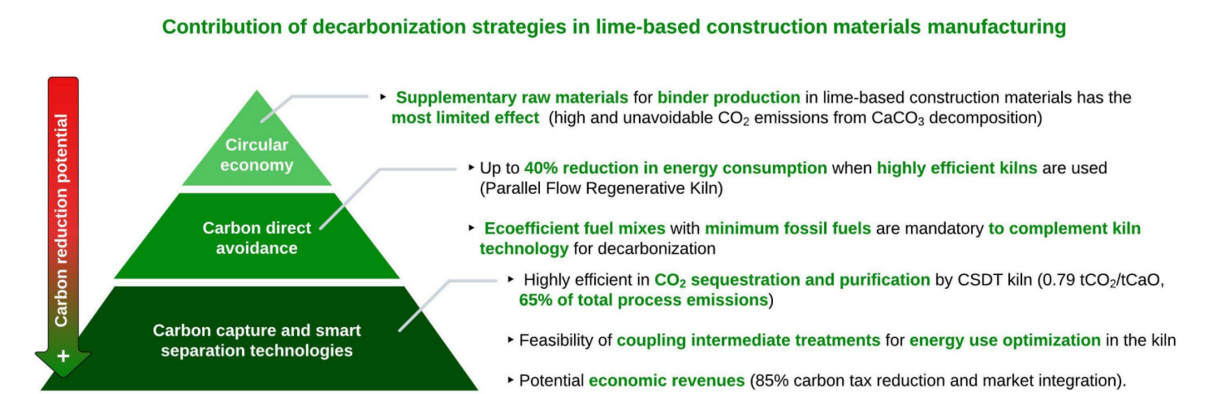 Contribution of decarbonization strategies in lime-based construction materials manufacturing
Carbon reduction potential
+
Circular
economy
‣ Supplementary raw materials for binder production in lime-based construction materials has the
most limited effect (high and unavoidable CO₂ emissions from CaCO₃ decomposition)
Carbon direct
avoidance
‣ Up to 40% reduction in energy consumption when highly efficient kilns are used
(Parallel Flow Regenerative Kiln)
‣ Ecoefficient fuel mixes with minimum fossil fuels are mandatory to complement kiln
technology for decarbonization
Carbon capture and smart
separation technologies
‣ Highly efficient in CO₂ sequestration and purification by CSDT kiln (0.79 tCO₂/tCaO,
65% of total process emissions)
‣ Feasibility of coupling intermediate treatments for energy use optimization in the kiln
‣ Potential economic revenues (85% carbon tax reduction and market integration).